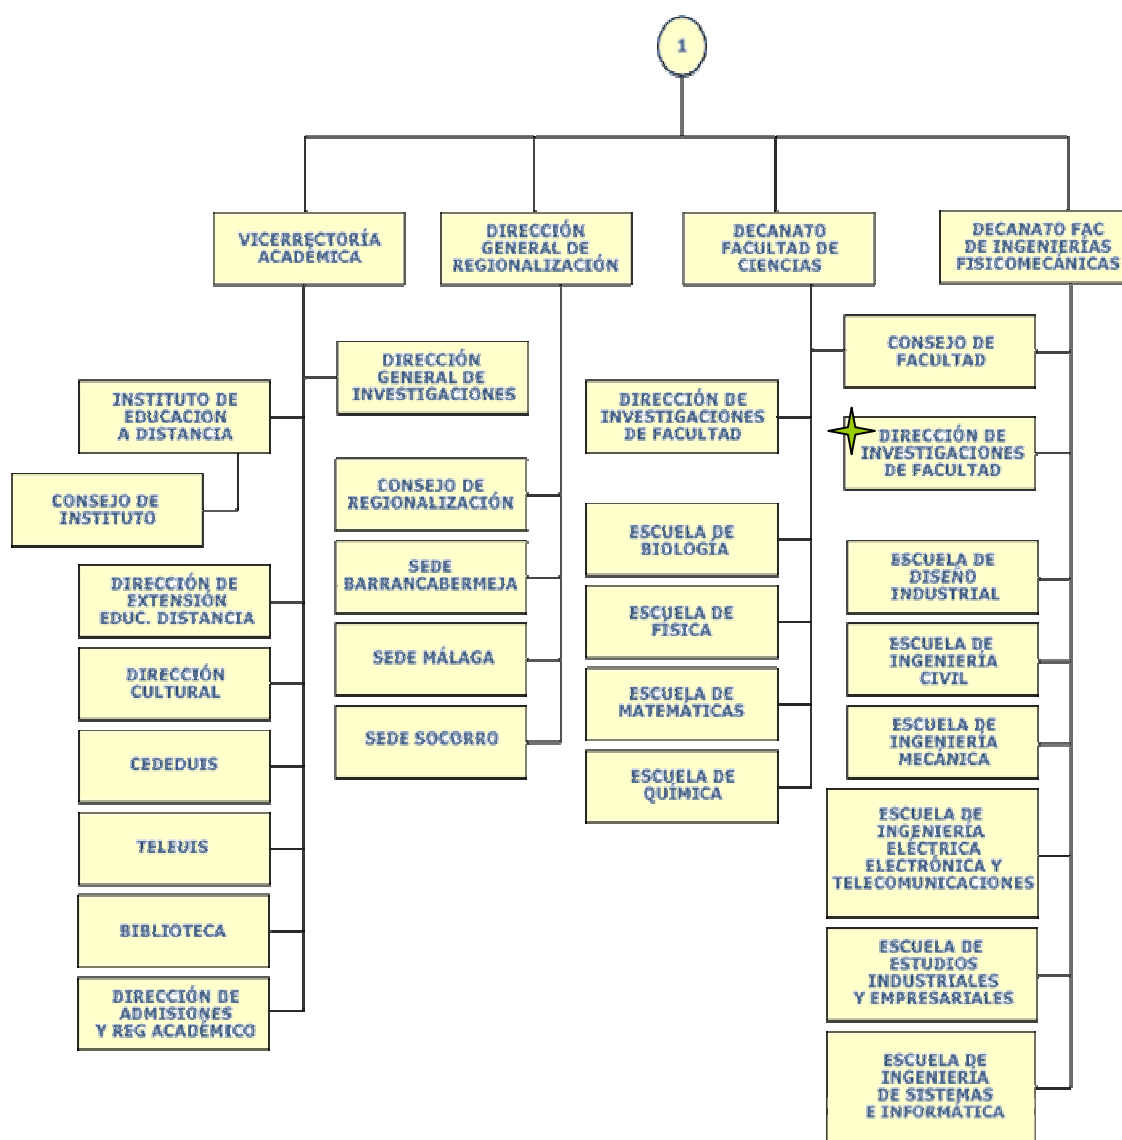 1
VICERRECTORÍA
ACADÉMICA
DIRECCIÓN
GENERAL DE
REGIONALIZACIÓN
DECANATO
FACULTAD DE
CIENCIAS
DECANATO FAC
DE INGENIERÍAS
FISICOMECÁNICAS
DIRECCIÓN
GENERAL DE
INVESTIGACIONES
INSTITUTO DE
EDUCACION
A DISTANCIA
CONSEJO DE
INSTITUTO
DIRECCIÓN DE
EXTENSIÓN
EDUC. DISTANCIA
DIRECCIÓN
CULTURAL
CEDEDUIS
TELEUIS
BIBLIOTECA
DIRECCIÓN DE
ADMISIONES
Y REG ACADÉMICO
CONSEJO DE
REGIONALIZACIÓN
SEDE
BARRANCABERMEJA
SEDE MÁLAGA
SEDE SOCORRO
CONSEJO DE
FACULTAD
DIRECCIÓN DE
INVESTIGACIONES
DE FACULTAD
ESCUELA DE
BIOLOGÍA
ESCUELA DE
FÍSICA
ESCUELA DE
MATEMÁTICAS
ESCUELA DE
QUÍMICA
DIRECCIÓN DE
INVESTIGACIONES
DE FACULTAD
ESCUELA DE
DISEÑO
INDUSTRIAL
ESCUELA DE
INGENIERÍA
CIVIL
ESCUELA DE
INGENIERÍA
MECÁNICA
ESCUELA DE
INGENIERÍA
ELÉCTRICA
ELECTRÓNICA Y
TELECOMUNICACIONES
ESCUELA DE
ESTUDIOS
INDUSTRIALES
Y EMPRESARIALES
ESCUELA DE
INGENIERÍA
DE SISTEMAS
E INFORMÁTICA